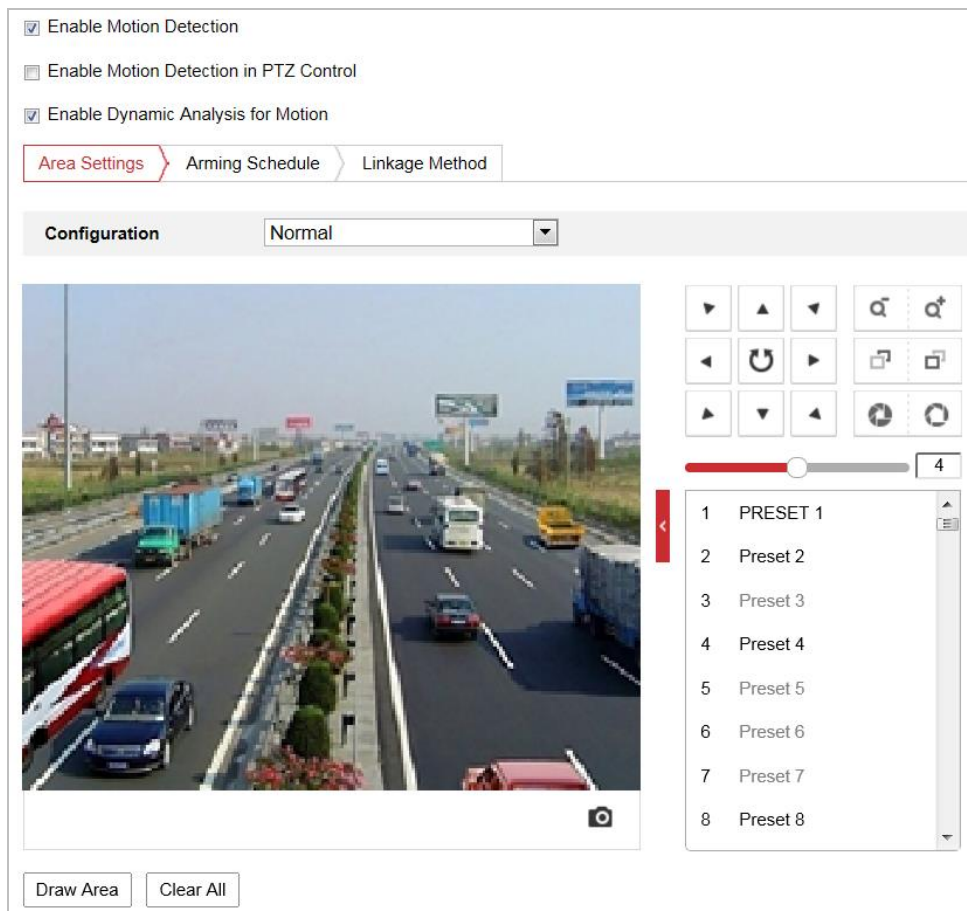 Enable Motion Detection
Enable Motion Detection in PTZ Control
Enable Dynamic Analysis for Motion
Area Settings Arming Schedule Linkage Method
Configuration Normal
4
1 PRESET 1
2 Preset 2
3 Preset 3
4 Preset 4
5 Preset 5
6 Preset 6
7 Preset 7
8 Preset 8
Draw Area Clear All